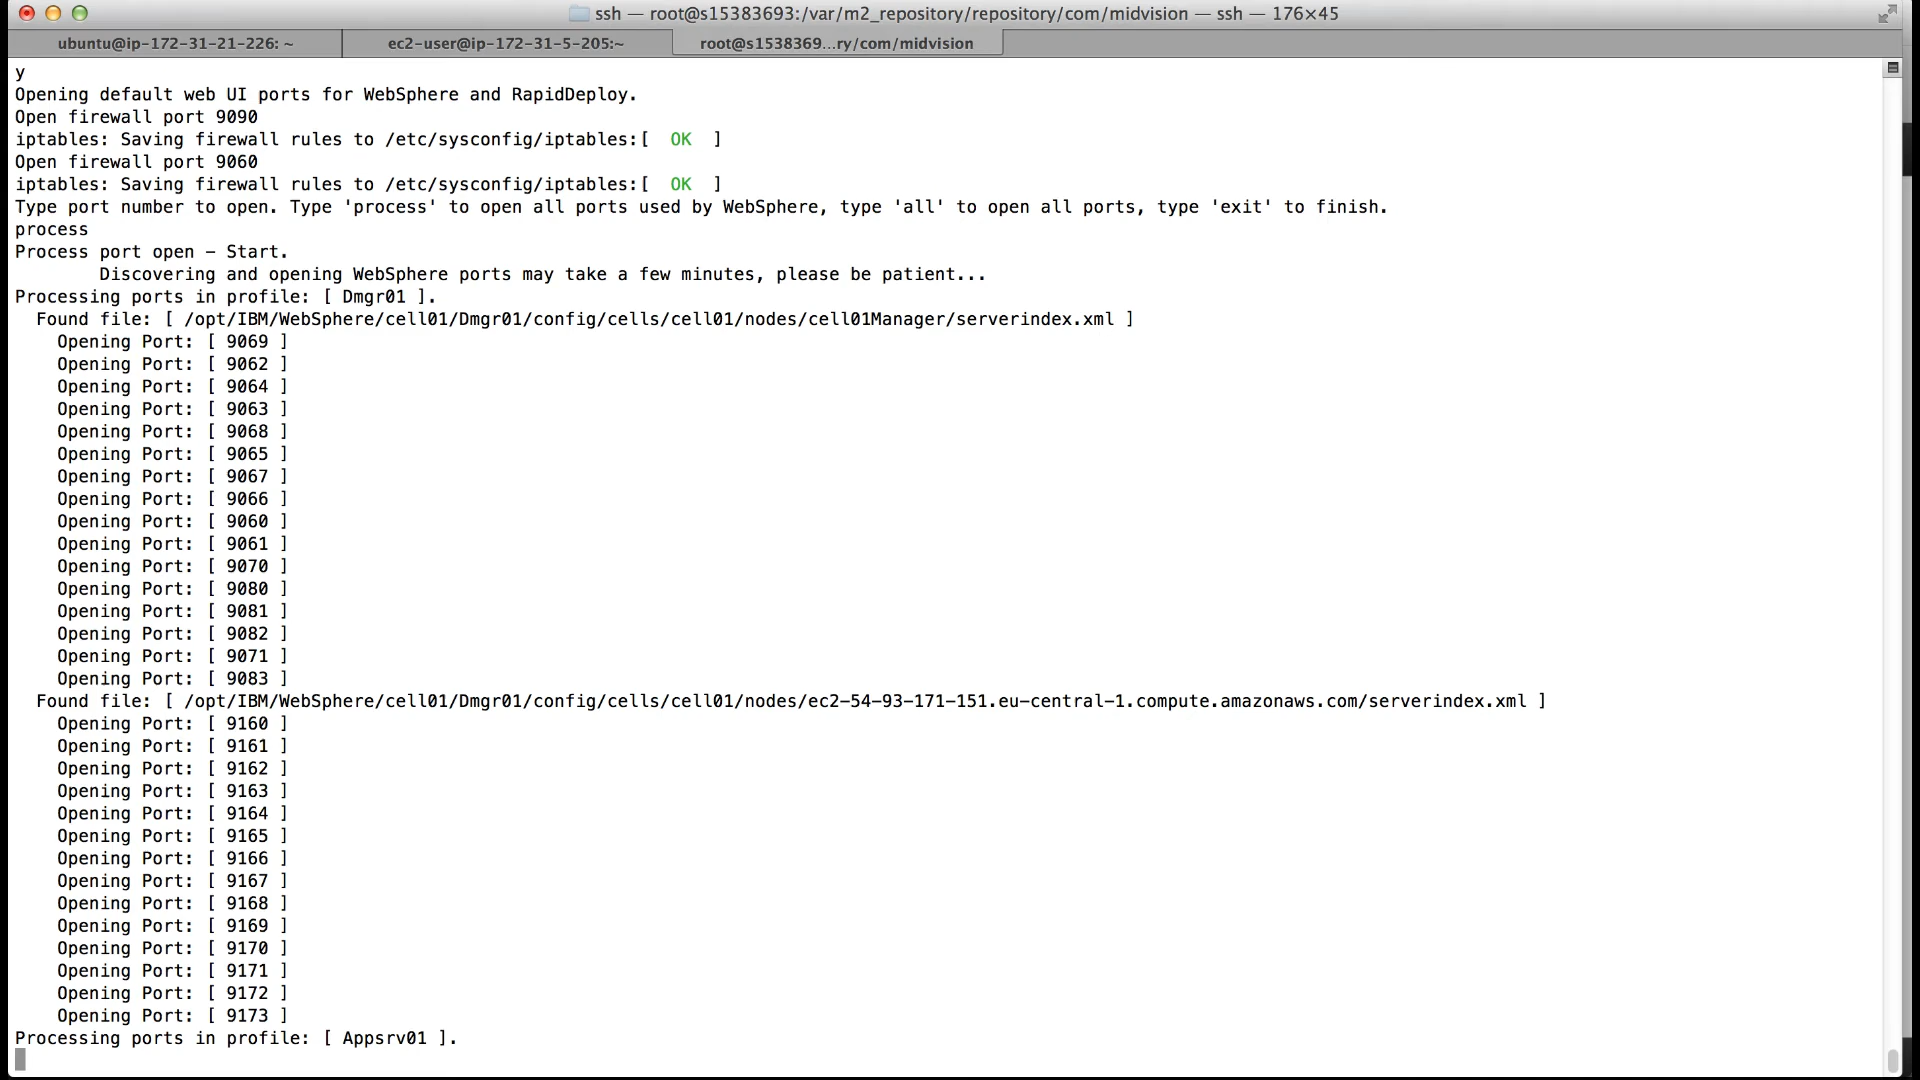 ssh — root@s15383693:/var/m2_repository/repository/com/midvision — ssh — 176×45
ubuntu@ip-172-31-21-226: ~
ec2-user@ip-172-31-5-205:~
root@s1538369...ry/com/midvision
y
Opening default web UI ports for WebSphere and RapidDeploy.
Open firewall port 9090
iptables: Saving firewall rules to /etc/sysconfig/iptables:[  OK  ]
Open firewall port 9060
iptables: Saving firewall rules to /etc/sysconfig/iptables:[  OK  ]
Type port number to open. Type 'process' to open all ports used by WebSphere, type 'all' to open all ports, type 'exit' to finish.
process
Process port open – Start.
Discovering and opening WebSphere ports may take a few minutes, please be patient...
Processing ports in profile: [ Dmgr01 ].
Found file: [ /opt/IBM/WebSphere/cell01/Dmgr01/config/cells/cell01/nodes/cell01Manager/serverindex.xml ]
Opening Port: [ 9069 ]
Opening Port: [ 9062 ]
Opening Port: [ 9064 ]
Opening Port: [ 9063 ]
Opening Port: [ 9068 ]
Opening Port: [ 9065 ]
Opening Port: [ 9067 ]
Opening Port: [ 9066 ]
Opening Port: [ 9060 ]
Opening Port: [ 9061 ]
Opening Port: [ 9070 ]
Opening Port: [ 9080 ]
Opening Port: [ 9081 ]
Opening Port: [ 9082 ]
Opening Port: [ 9071 ]
Opening Port: [ 9083 ]
Found file: [ /opt/IBM/WebSphere/cell01/Dmgr01/config/cells/cell01/nodes/ec2-54-93-171-151.eu-central-1.compute.amazonaws.com/serverindex.xml ]
Opening Port: [ 9160 ]
Opening Port: [ 9161 ]
Opening Port: [ 9162 ]
Opening Port: [ 9163 ]
Opening Port: [ 9164 ]
Opening Port: [ 9165 ]
Opening Port: [ 9166 ]
Opening Port: [ 9167 ]
Opening Port: [ 9168 ]
Opening Port: [ 9169 ]
Opening Port: [ 9170 ]
Opening Port: [ 9171 ]
Opening Port: [ 9172 ]
Opening Port: [ 9173 ]
Processing ports in profile: [ Appsrv01 ].